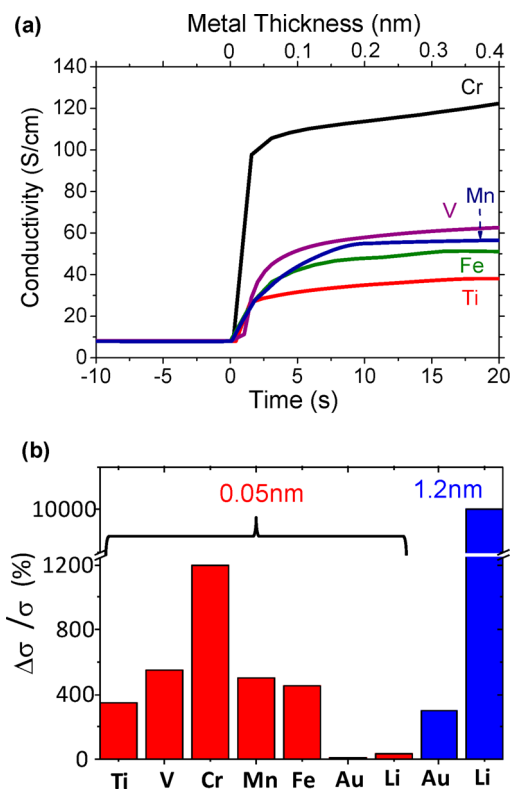 (a)
Metal Thickness (nm)
0 0.1 0.2 0.3 0.4
140
120
100
80
60
40
20
0
Conductivity (S/cm)
Cr
V
Mn
Fe
Ti
-10 -5 0 5 10 15 20
Time (s)
(b)
0.05nm
1.2nm
10000
1200
800
400
0
Δσ /σ (%)
Ti V Cr Mn Fe Au Li Au Li